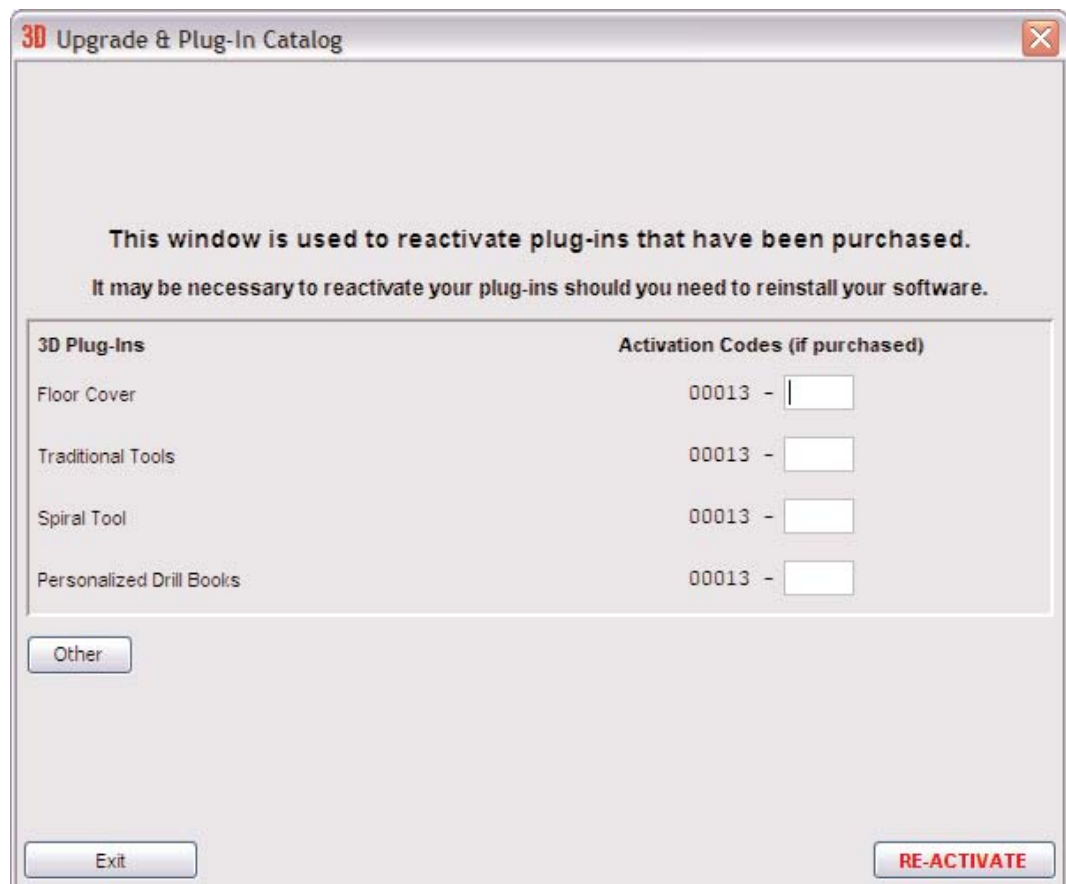 3D Upgrade & Plug-In Catalog
This window is used to reactivate plug-ins that have been purchased.
It may be necessary to reactivate your plug-ins should you need to reinstall your software.
3D Plug-Ins Activation Codes (if purchased)
Floor Cover 00013 -
Traditional Tools 00013 -
Spiral Tool 00013 -
Personalized Drill Books 00013 -
Other
Exit RE-ACTIVATE